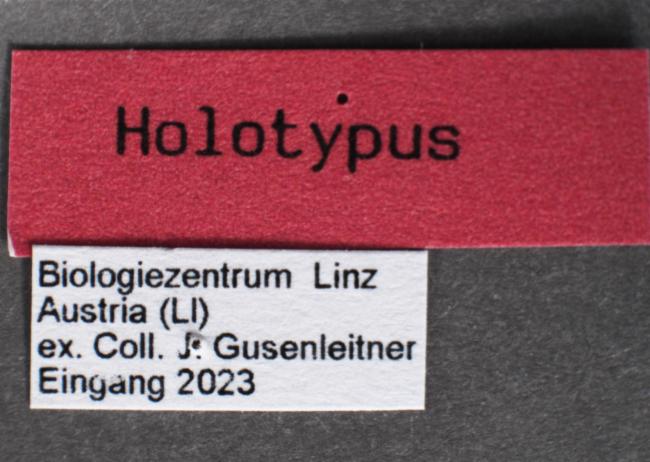 Holotypus
Biologiezentrum Linz
Austria (LI)
ex. Coll. J. Gusenleitner
Eingang 2023